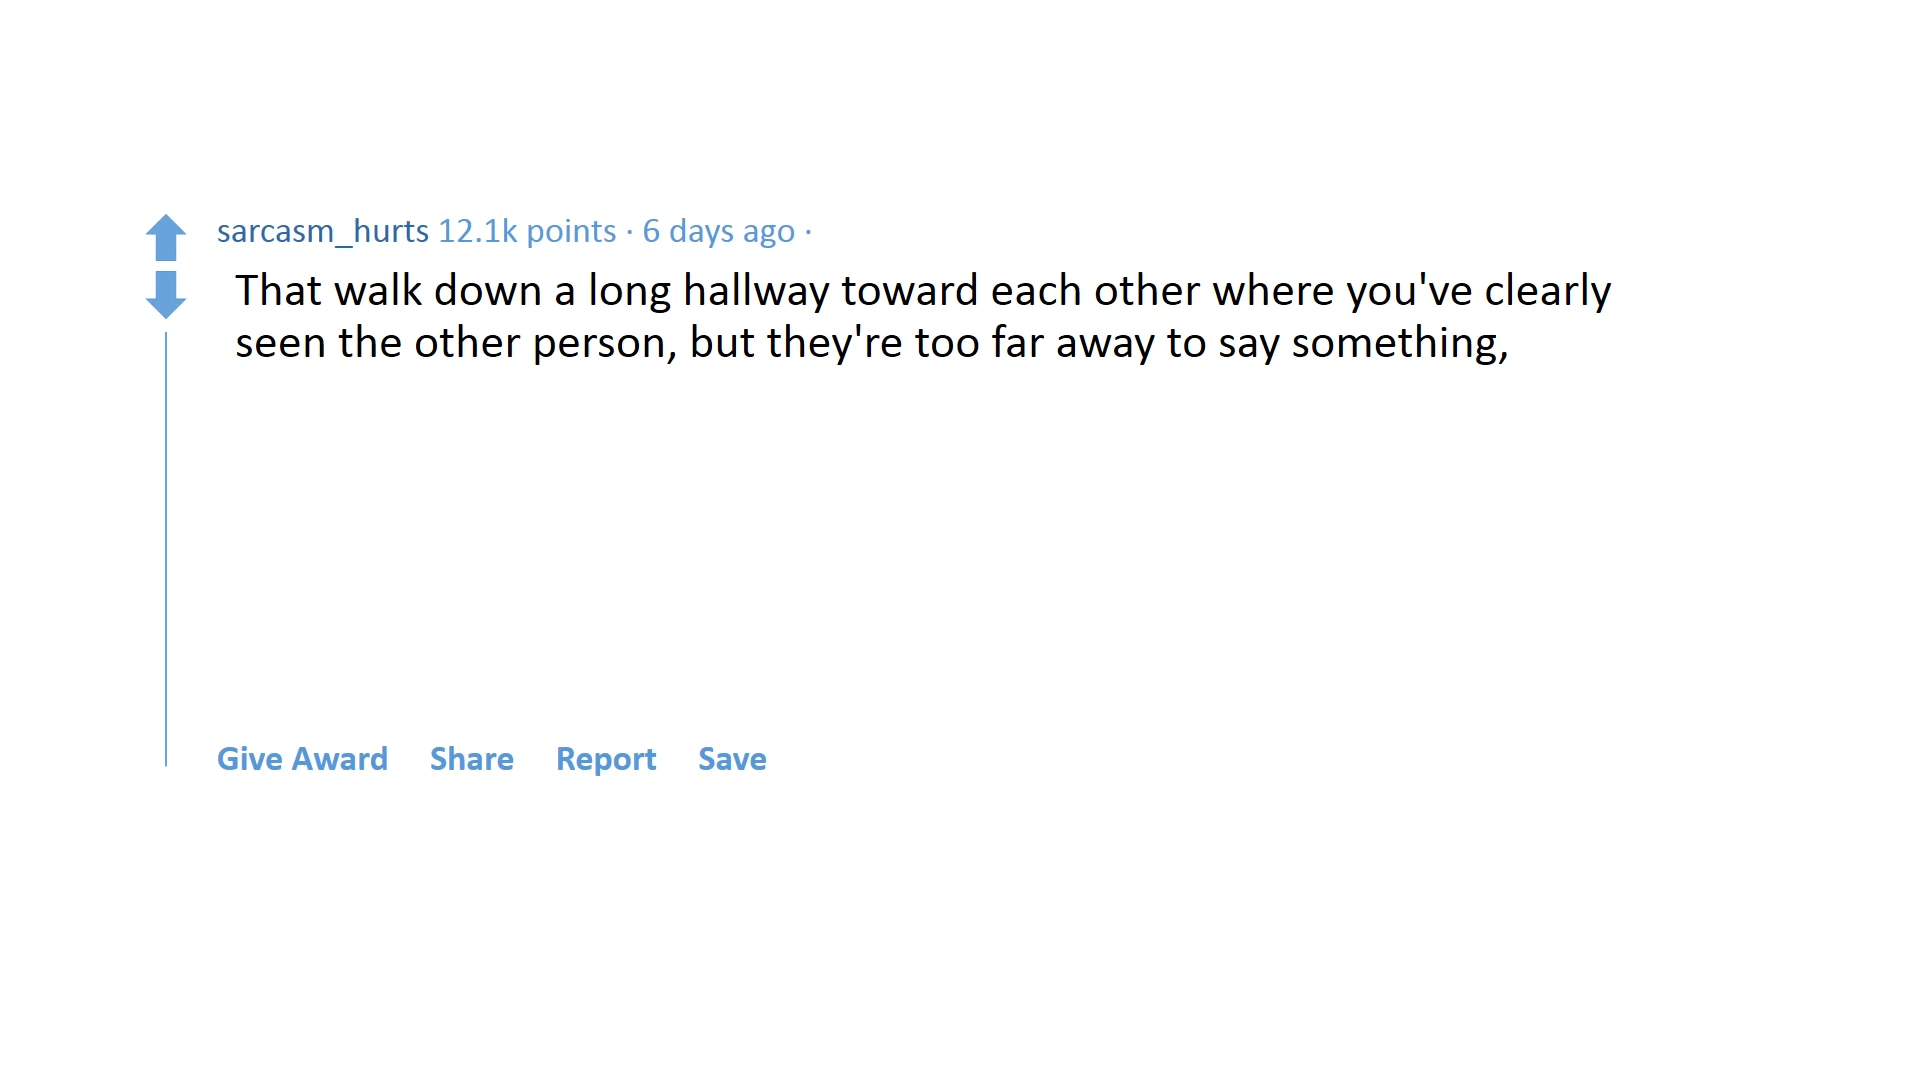 sarcasm_hurts 12.1k points · 6 days ago ·
That walk down a long hallway toward each other where you've clearly
seen the other person, but they're too far away to say something,
Give Award Share Report Save